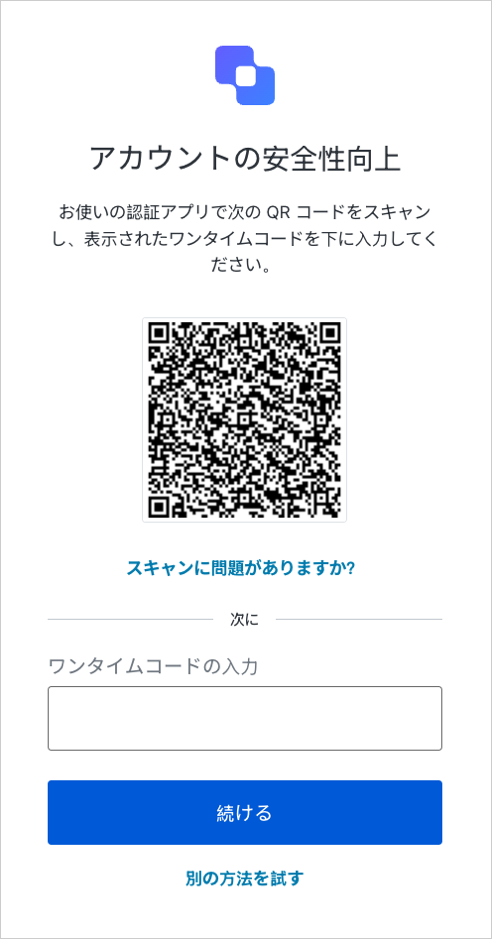 アカウントの安全性向上
お使いの認証アプリで次の QR コードをスキャン
し、表示されたワンタイムコードを下に入力してく
ださい。
スキャンに問題がありますか?
次に
ワンタイムコードの入力
続ける
別の方法を試す